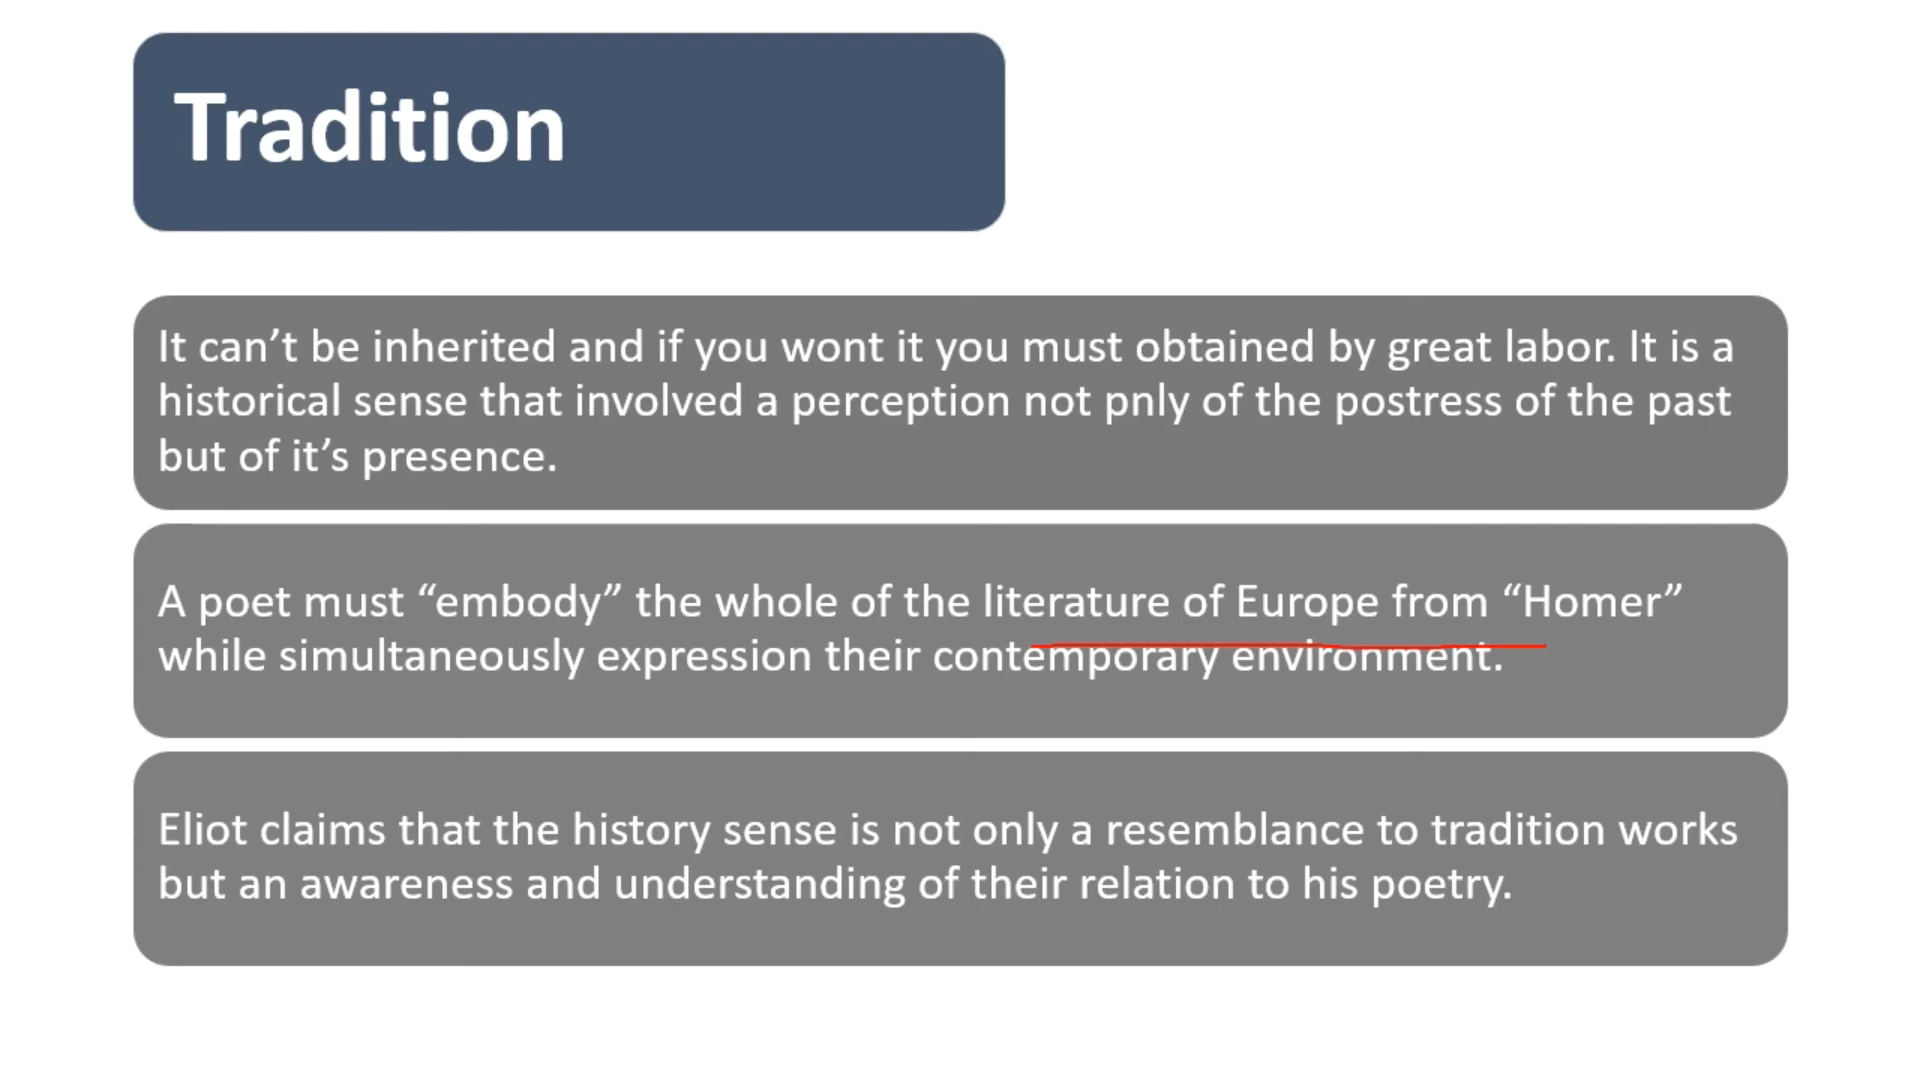 Tradition
It can’t be inherited and if you wont it you must obtained by great labor. It is a
historical sense that involved a perception not pnly of the postress of the past
but of it’s presence.
A poet must “embody” the whole of the literature of Europe from “Homer”
while simultaneously expression their contemporary environment.
Eliot claims that the history sense is not only a resemblance to tradition works
but an awareness and understanding of their relation to his poetry.